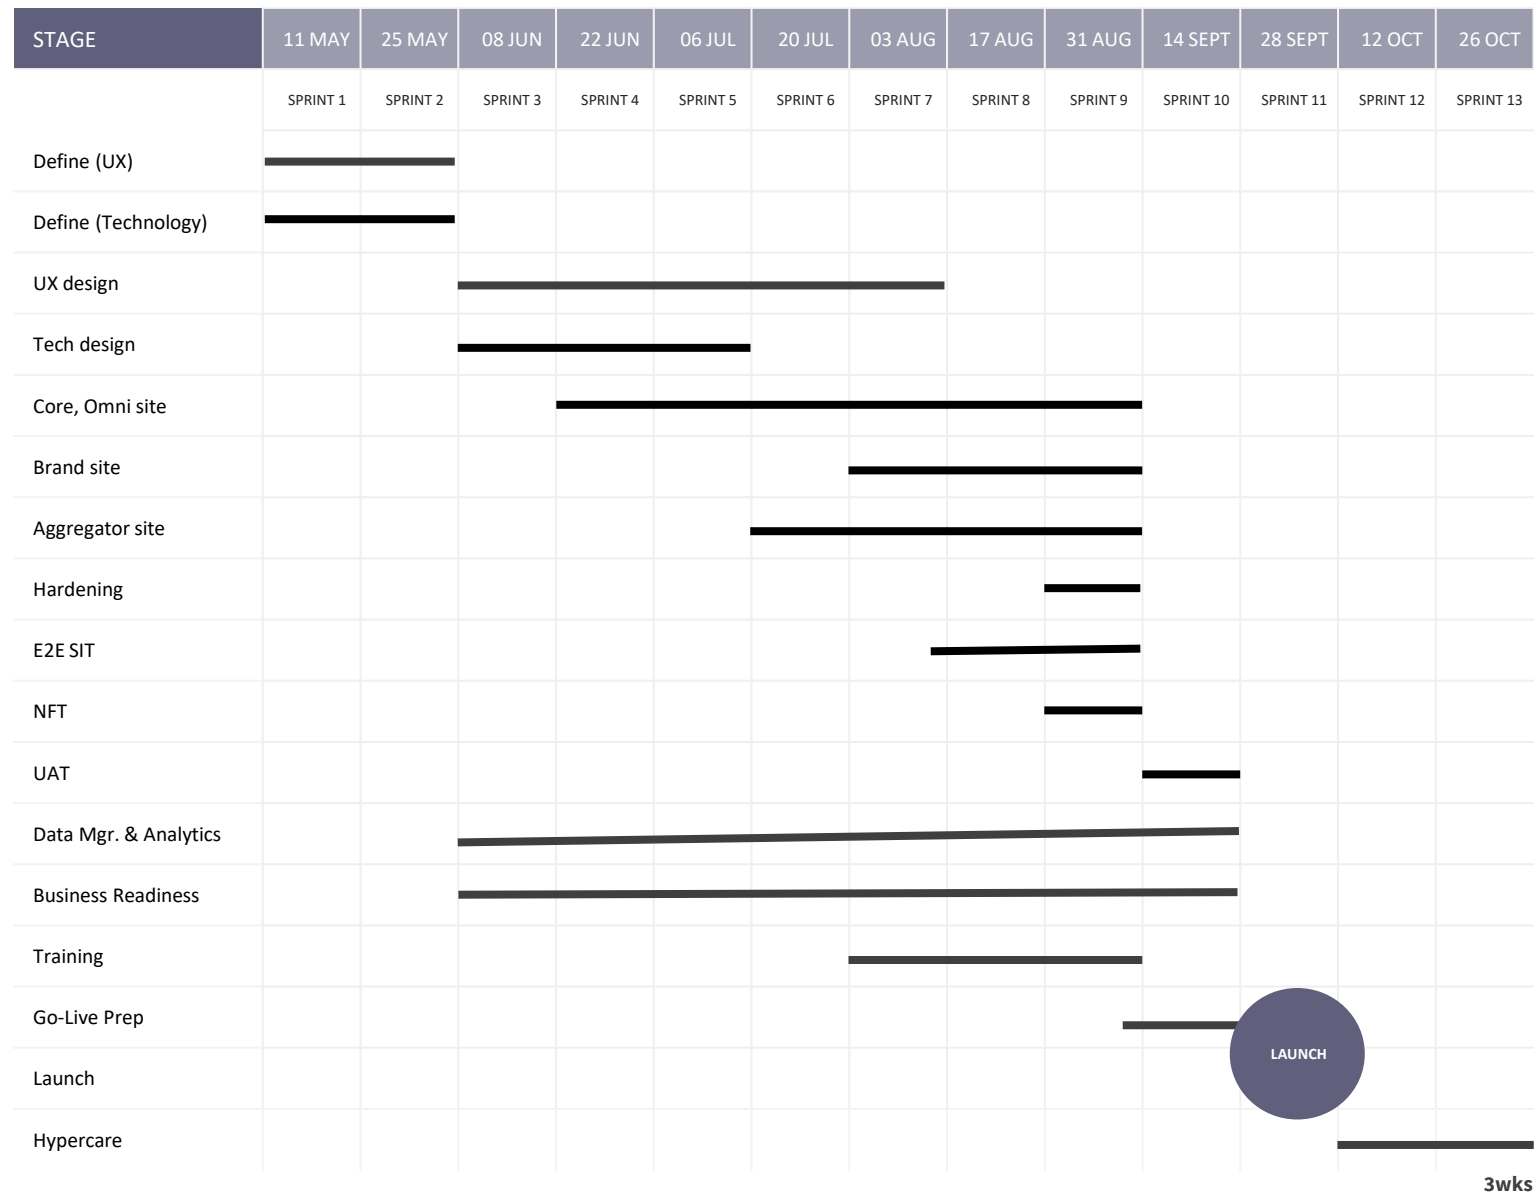 STAGE 11 MAY 25 MAY 08 JUN 22 JUN 06 JUL 20 JUL 03 AUG 17 AUG 31 AUG 14 SEPT 28 SEPT 12 OCT 26 OCT
SPRINT 1 SPRINT 2 SPRINT 3 SPRINT 4 SPRINT 5 SPRINT 6 SPRINT 7 SPRINT 8 SPRINT 9 SPRINT 10 SPRINT 11 SPRINT 12 SPRINT 13
Define (UX)
Define (Technology)
UX design
Tech design
Core, Omni site
Brand site
Aggregator site
Hardening
E2E SIT
NFT
UAT
Data Mgr. & Analytics
Business Readiness
Training
Go-Live Prep
LAUNCH
Launch
Hypercare
3wks